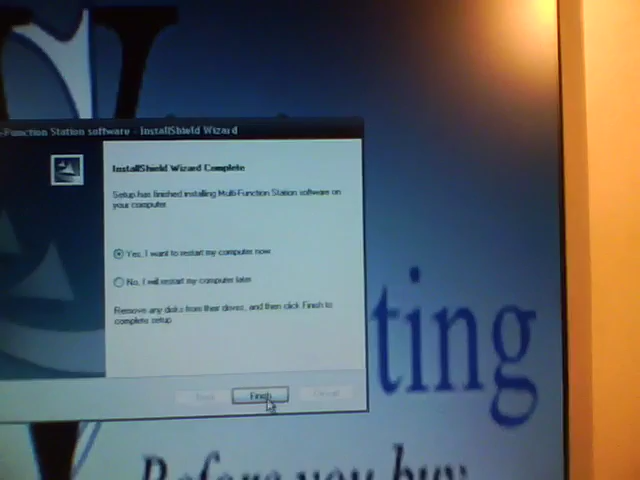 -Function Station software - InstallShield Wizard
InstallShield Wizard Complete
Setup has finished installing Multi-Function Station software on
your computer.
Yes, I want to restart my computer now.
No, I will restart my computer later.
Remove any disks from their drives, and then click Finish to
complete setup.
Finish
Cancel
ting
Before you buy